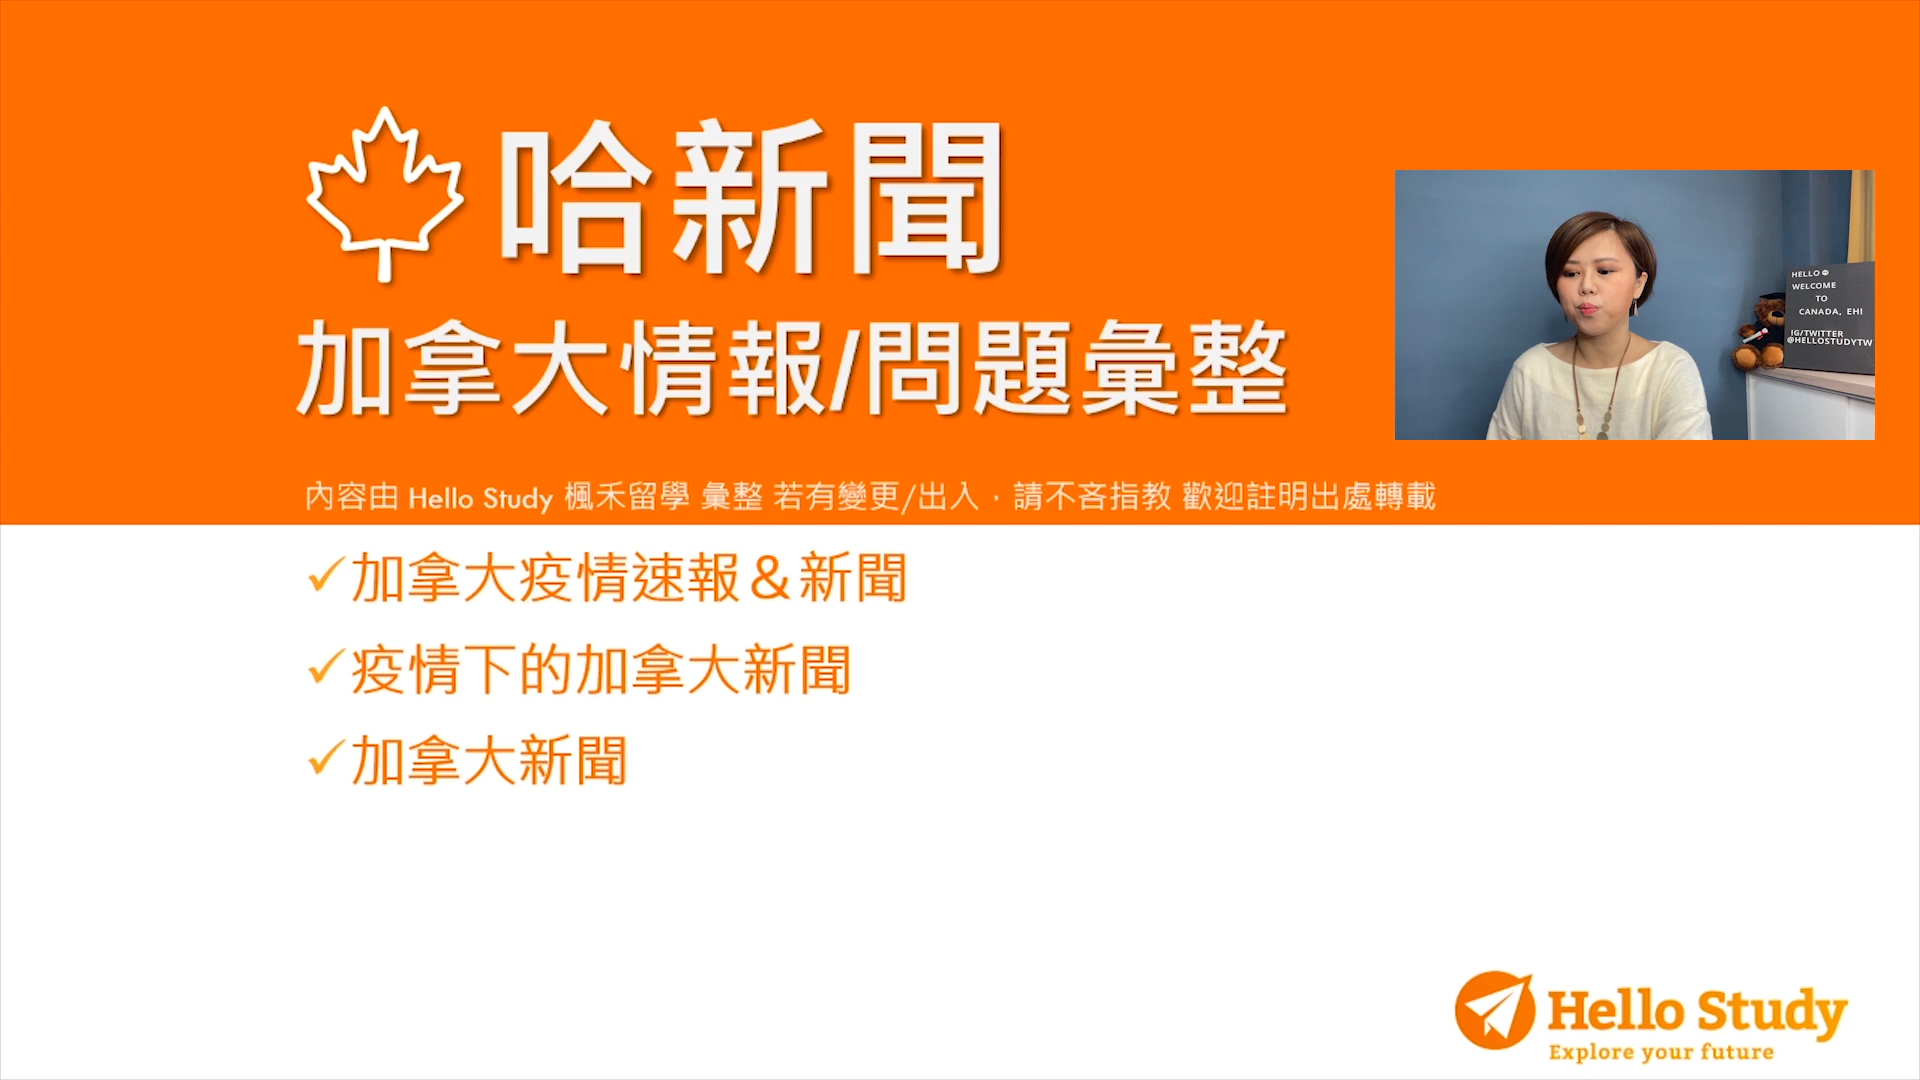 哈新聞
加拿大情報/問題彙整
內容由 Hello Study 楓禾留學 彙整 若有變更/出入，請不吝指教 歡迎註明出處轉載
HELLO
WELCOME
TO
CANADA, EH!
IG/TWITTER
@HELLOSTUDYTW
✓加拿大疫情速報＆新聞
✓疫情下的加拿大新聞
✓加拿大新聞
Hello Study
Explore your future